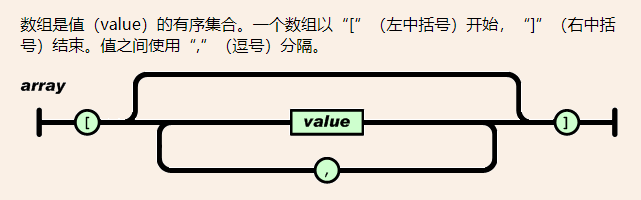 数组是值（value）的有序集合。一个数组以“[”（左中括号）开始，“]”（右中括
号）结束。值之间使用“,”（逗号）分隔。
array
[ value ]
,